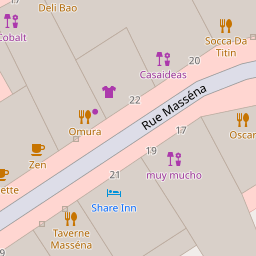 Deli Bao
Cobalt
Socca Da
Titin
20
Casaideas
22
Rue Masséna
Omura
17
Oscar
Zen
19
muy mucho
21
Share Inn
Taverne
Masséna